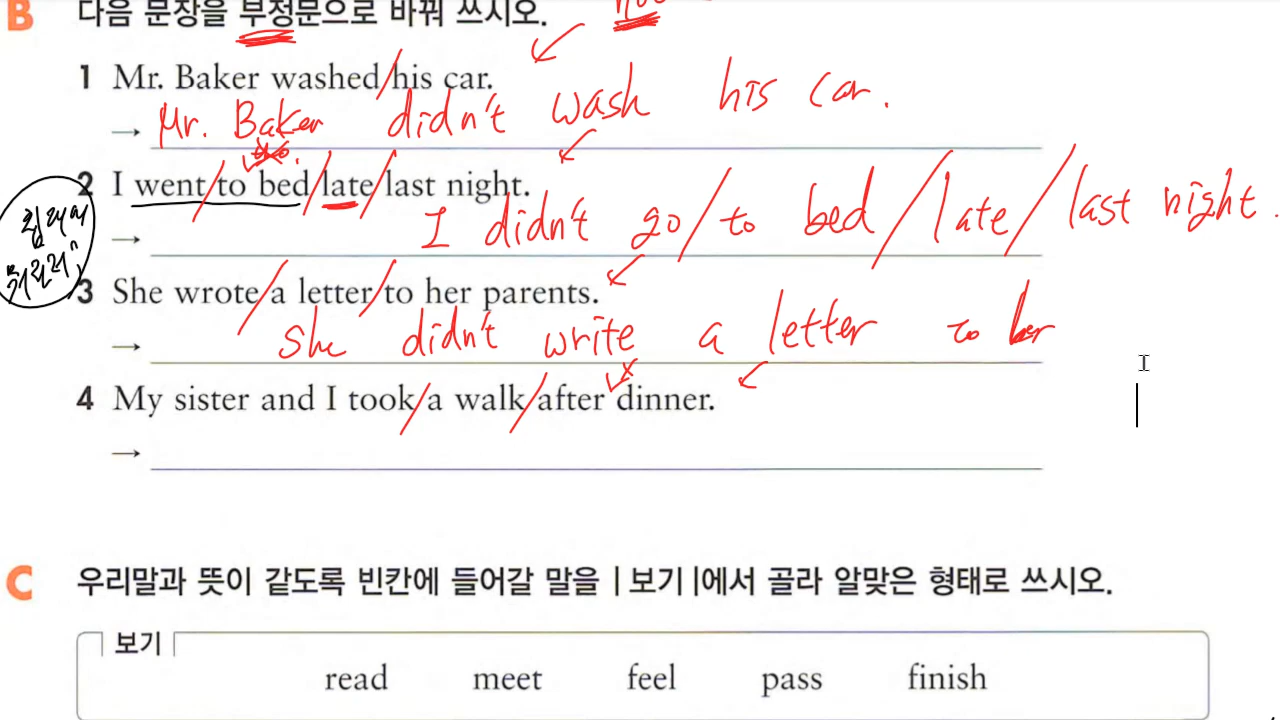 B 다음 문장을 부정문으로 바꿔 쓰시오.
1 Mr. Baker washed/his car.
→ Mr. Baker didn't wash his car.
2 I went/to bed/late/last night.
→ I didn't go/to bed/late/last night.
3 She wrote/a letter/to her parents.
→ She didn't write a letter to her
4 My sister and I took/a walk/after dinner.
→
C 우리말과 뜻이 같도록 빈칸에 들어갈 말을 |보기|에서 골라 알맞은 형태로 쓰시오.
보기
read meet feel pass finish